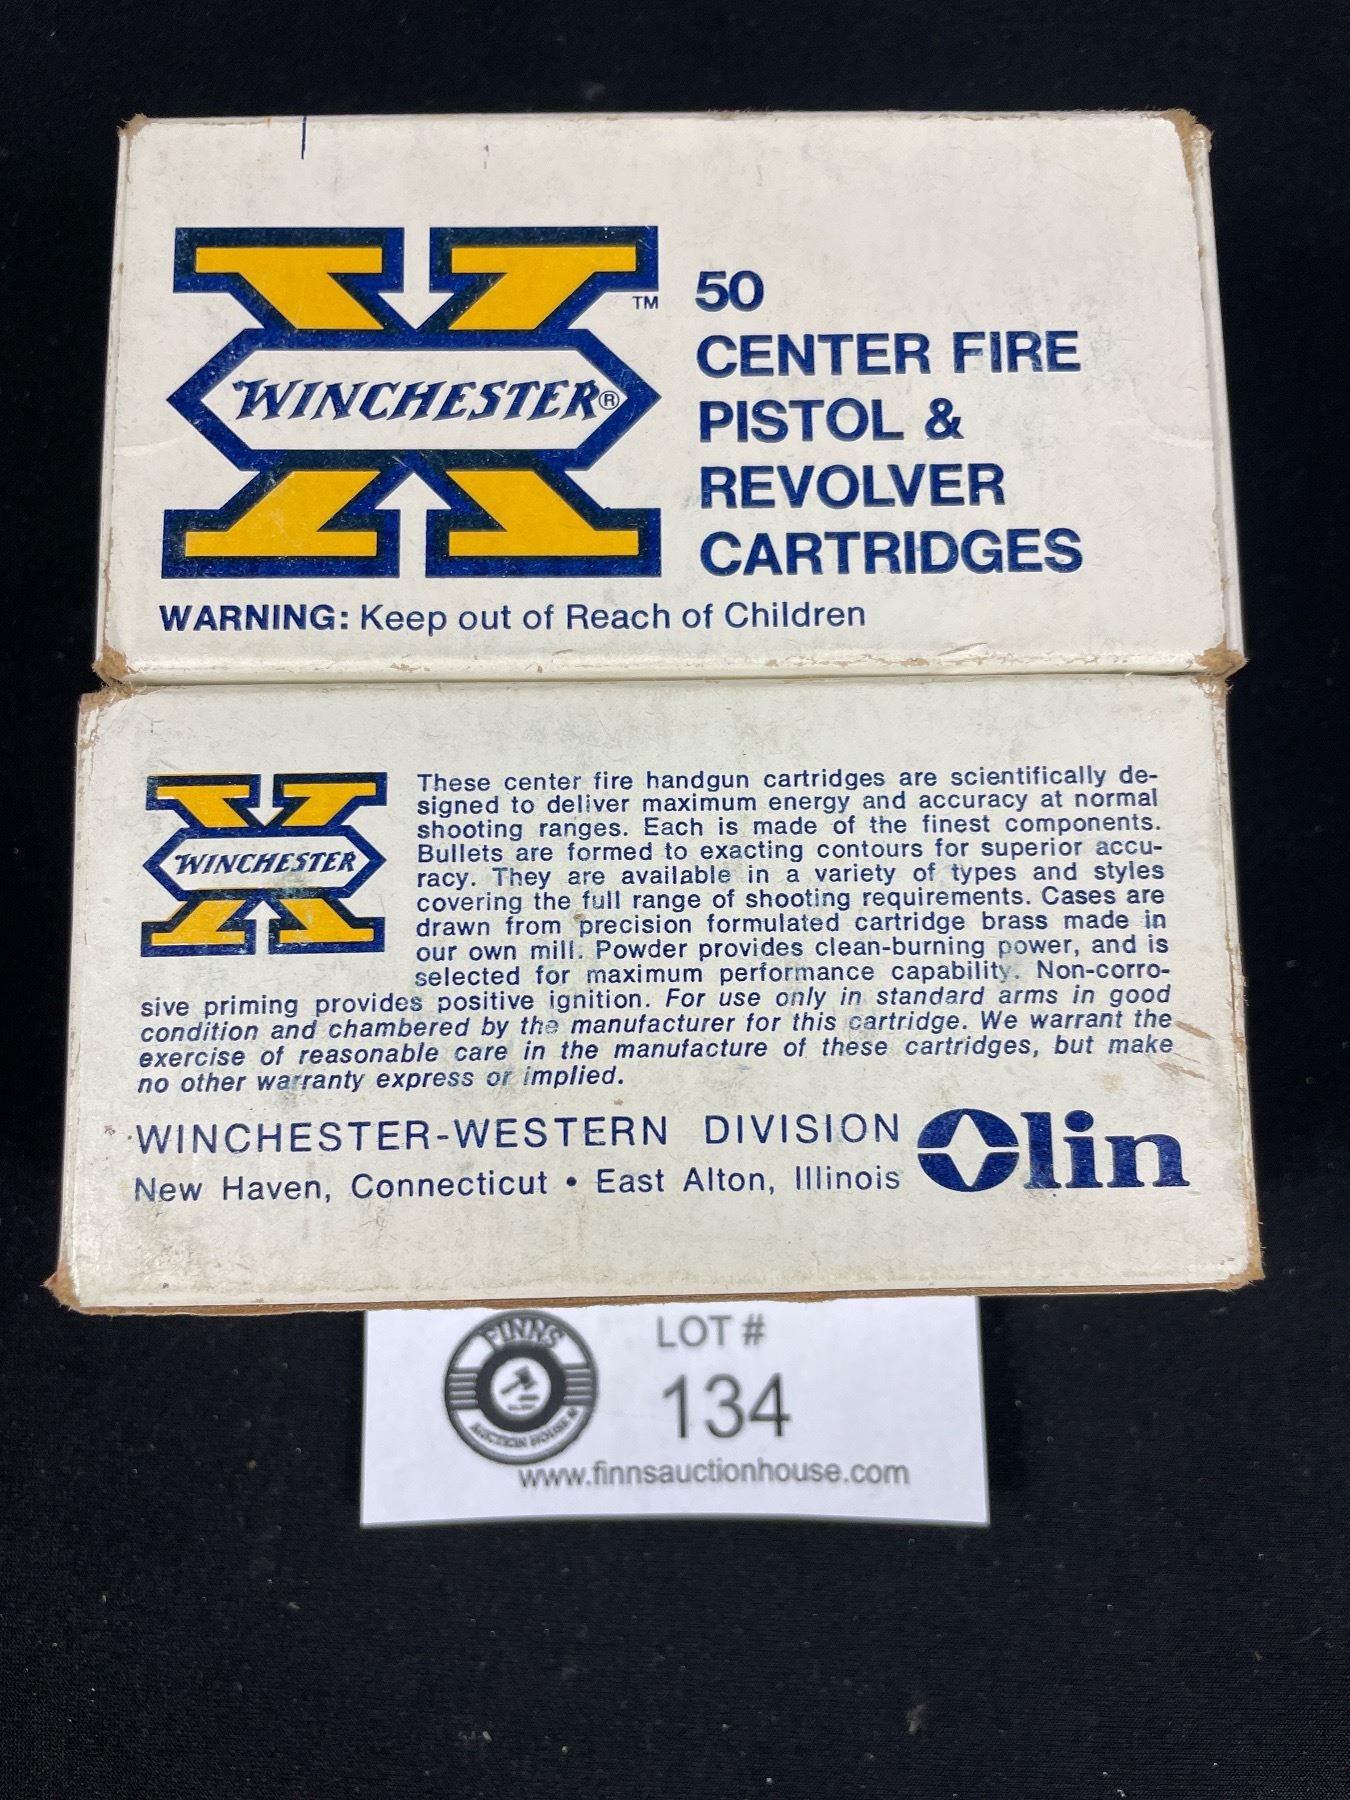 WINCHESTER®
TM
50
CENTER FIRE
PISTOL &
REVOLVER
CARTRIDGES
WARNING: Keep out of Reach of Children
WINCHESTER
These center fire handgun cartridges are scientifically de-
signed to deliver maximum energy and accuracy at normal
shooting ranges. Each is made of the finest components.
Bullets are formed to exacting contours for superior accu-
racy. They are available in a variety of types and styles
covering the full range of shooting requirements. Cases are
drawn from precision formulated cartridge brass made in
our own mill. Powder provides clean-burning power, and is
selected for maximum performance capability. Non-corro-
sive priming provides positive ignition. For use only in standard arms in good
condition and chambered by the manufacturer for this cartridge. We warrant the
exercise of reasonable care in the manufacture of these cartridges, but make
no other warranty express or implied.
WINCHESTER-WESTERN DIVISION
New Haven, Connecticut • East Alton, Illinois
Olin
FINNS
AUCTION HOUSE
LOT #
134
www.finnsauctionhouse.com